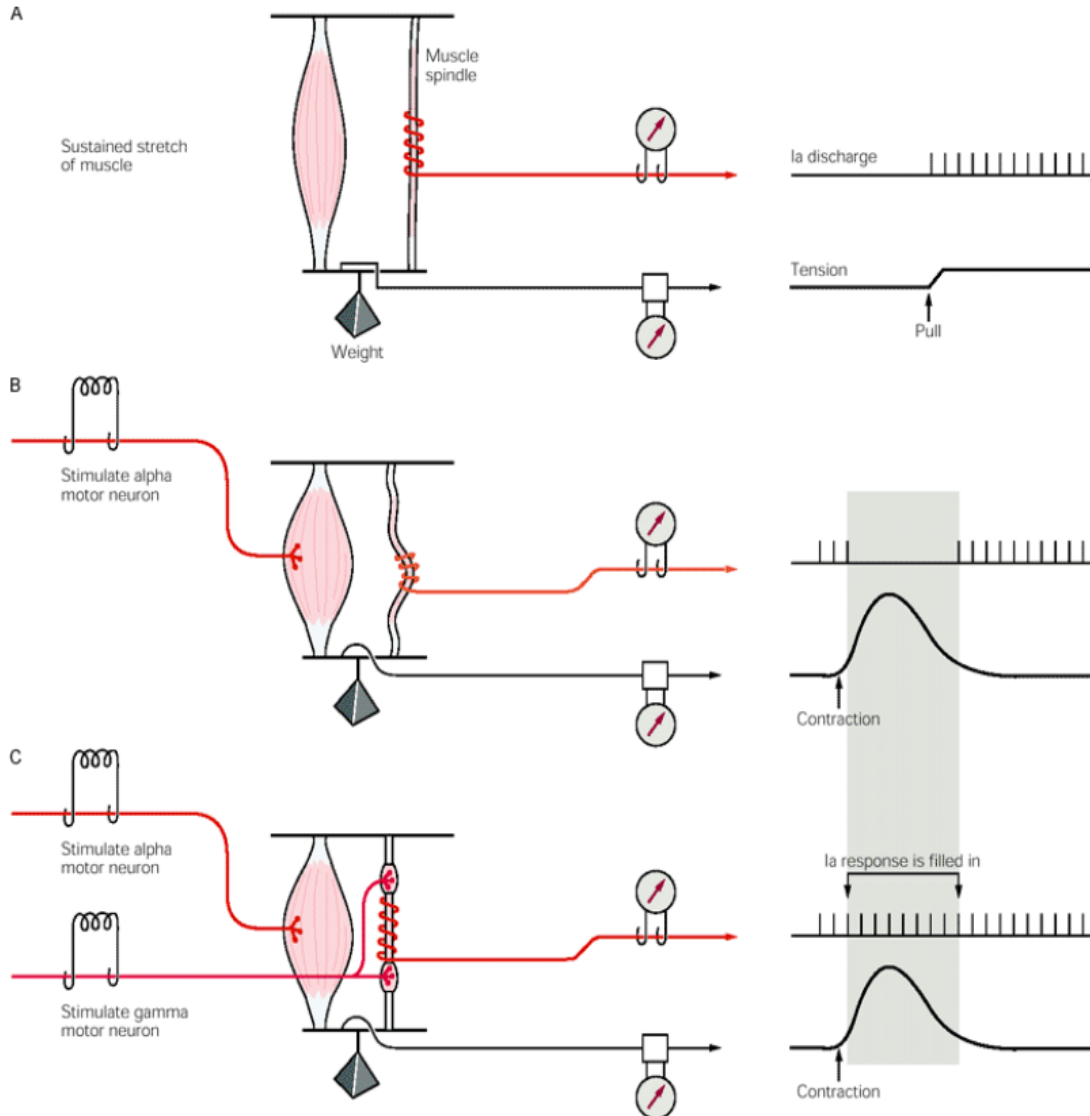 A
Muscle
spindle
Sustained stretch
of muscle
Ia discharge
Tension
Pull
Weight
B
Stimulate alpha
motor neuron
Contraction
C
Stimulate alpha
motor neuron
Ia response is filled in
Stimulate gamma
motor neuron
Contraction